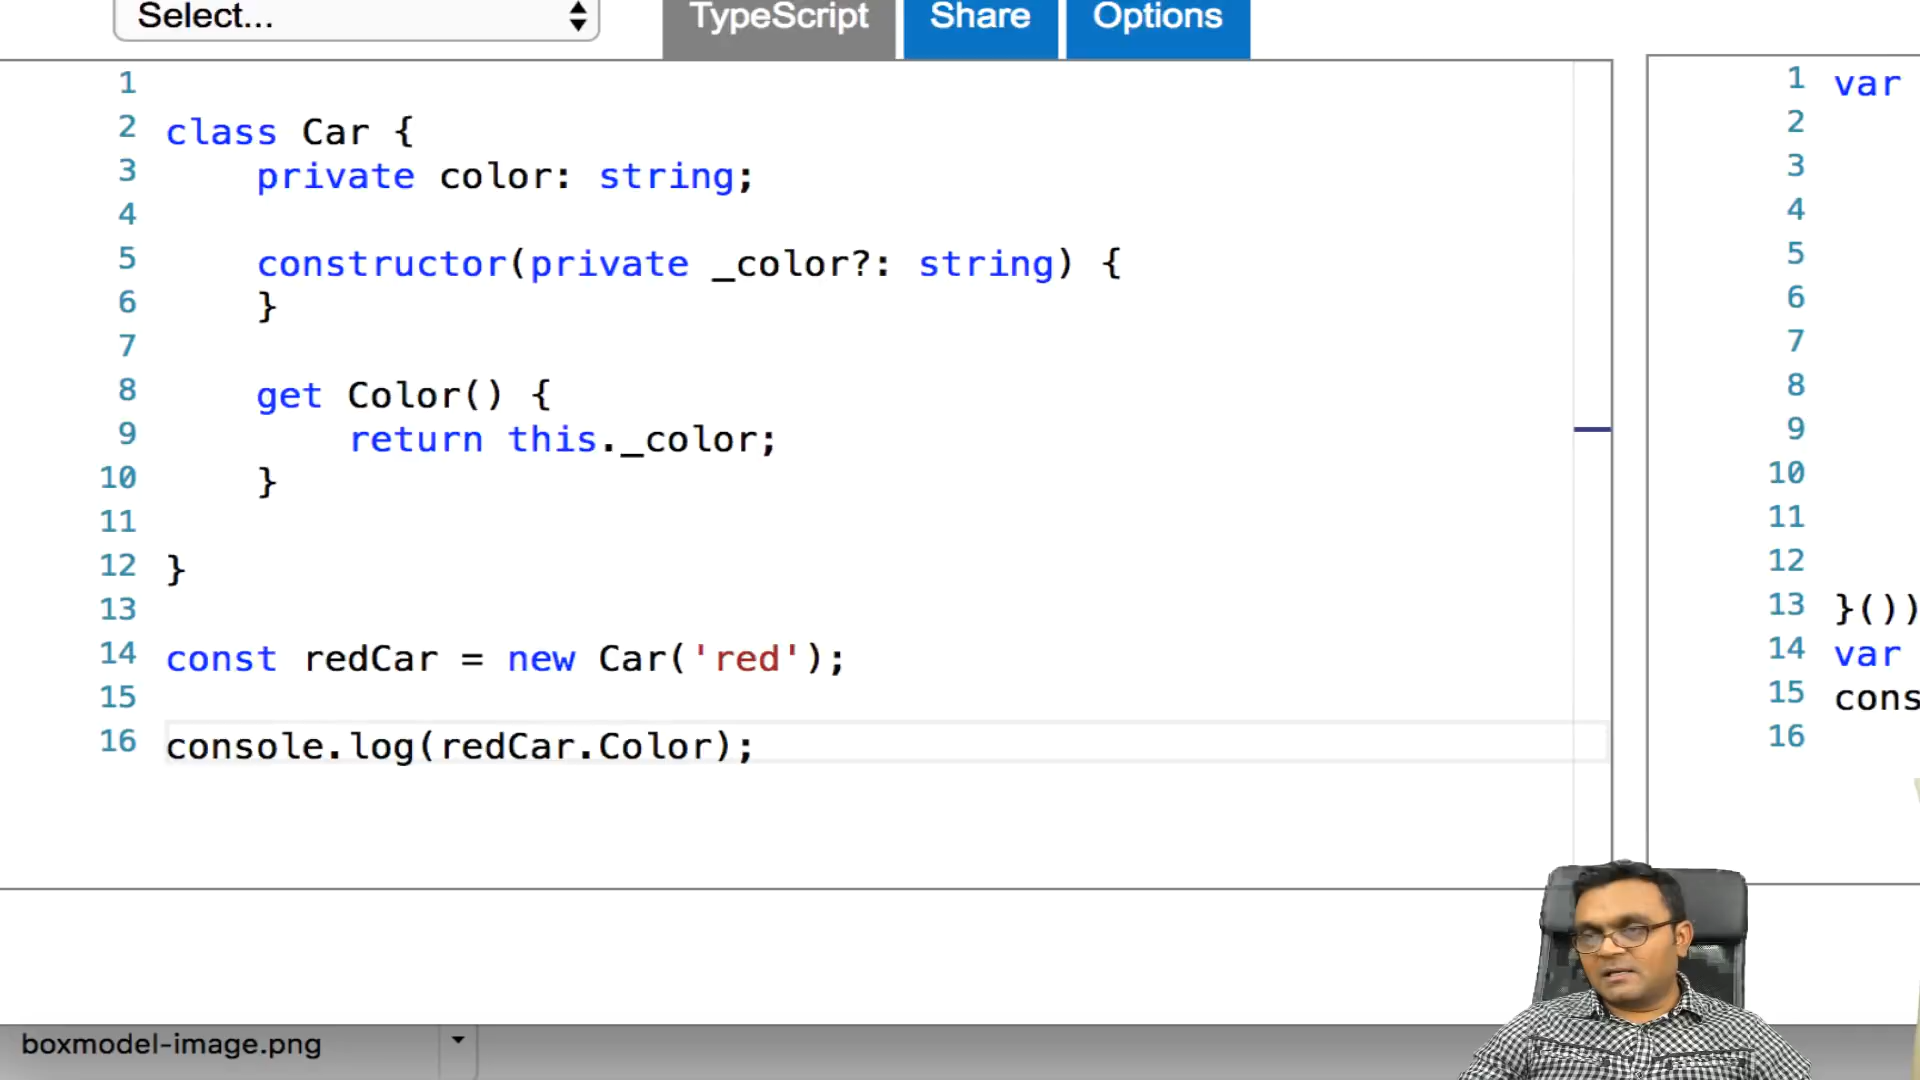 Select...
TypeScript
Share
Options
1
2 class Car {
3 private color: string;
4
5 constructor(private _color?: string) {
6 }
7
8 get Color() {
9 return this._color;
10 }
11
12 }
13
14 const redCar = new Car('red');
15
16 console.log(redCar.Color);
1 var
2
3
4
5
6
7
8
9
10
11
12
13 }())
14 var
15 cons
16
boxmodel-image.png